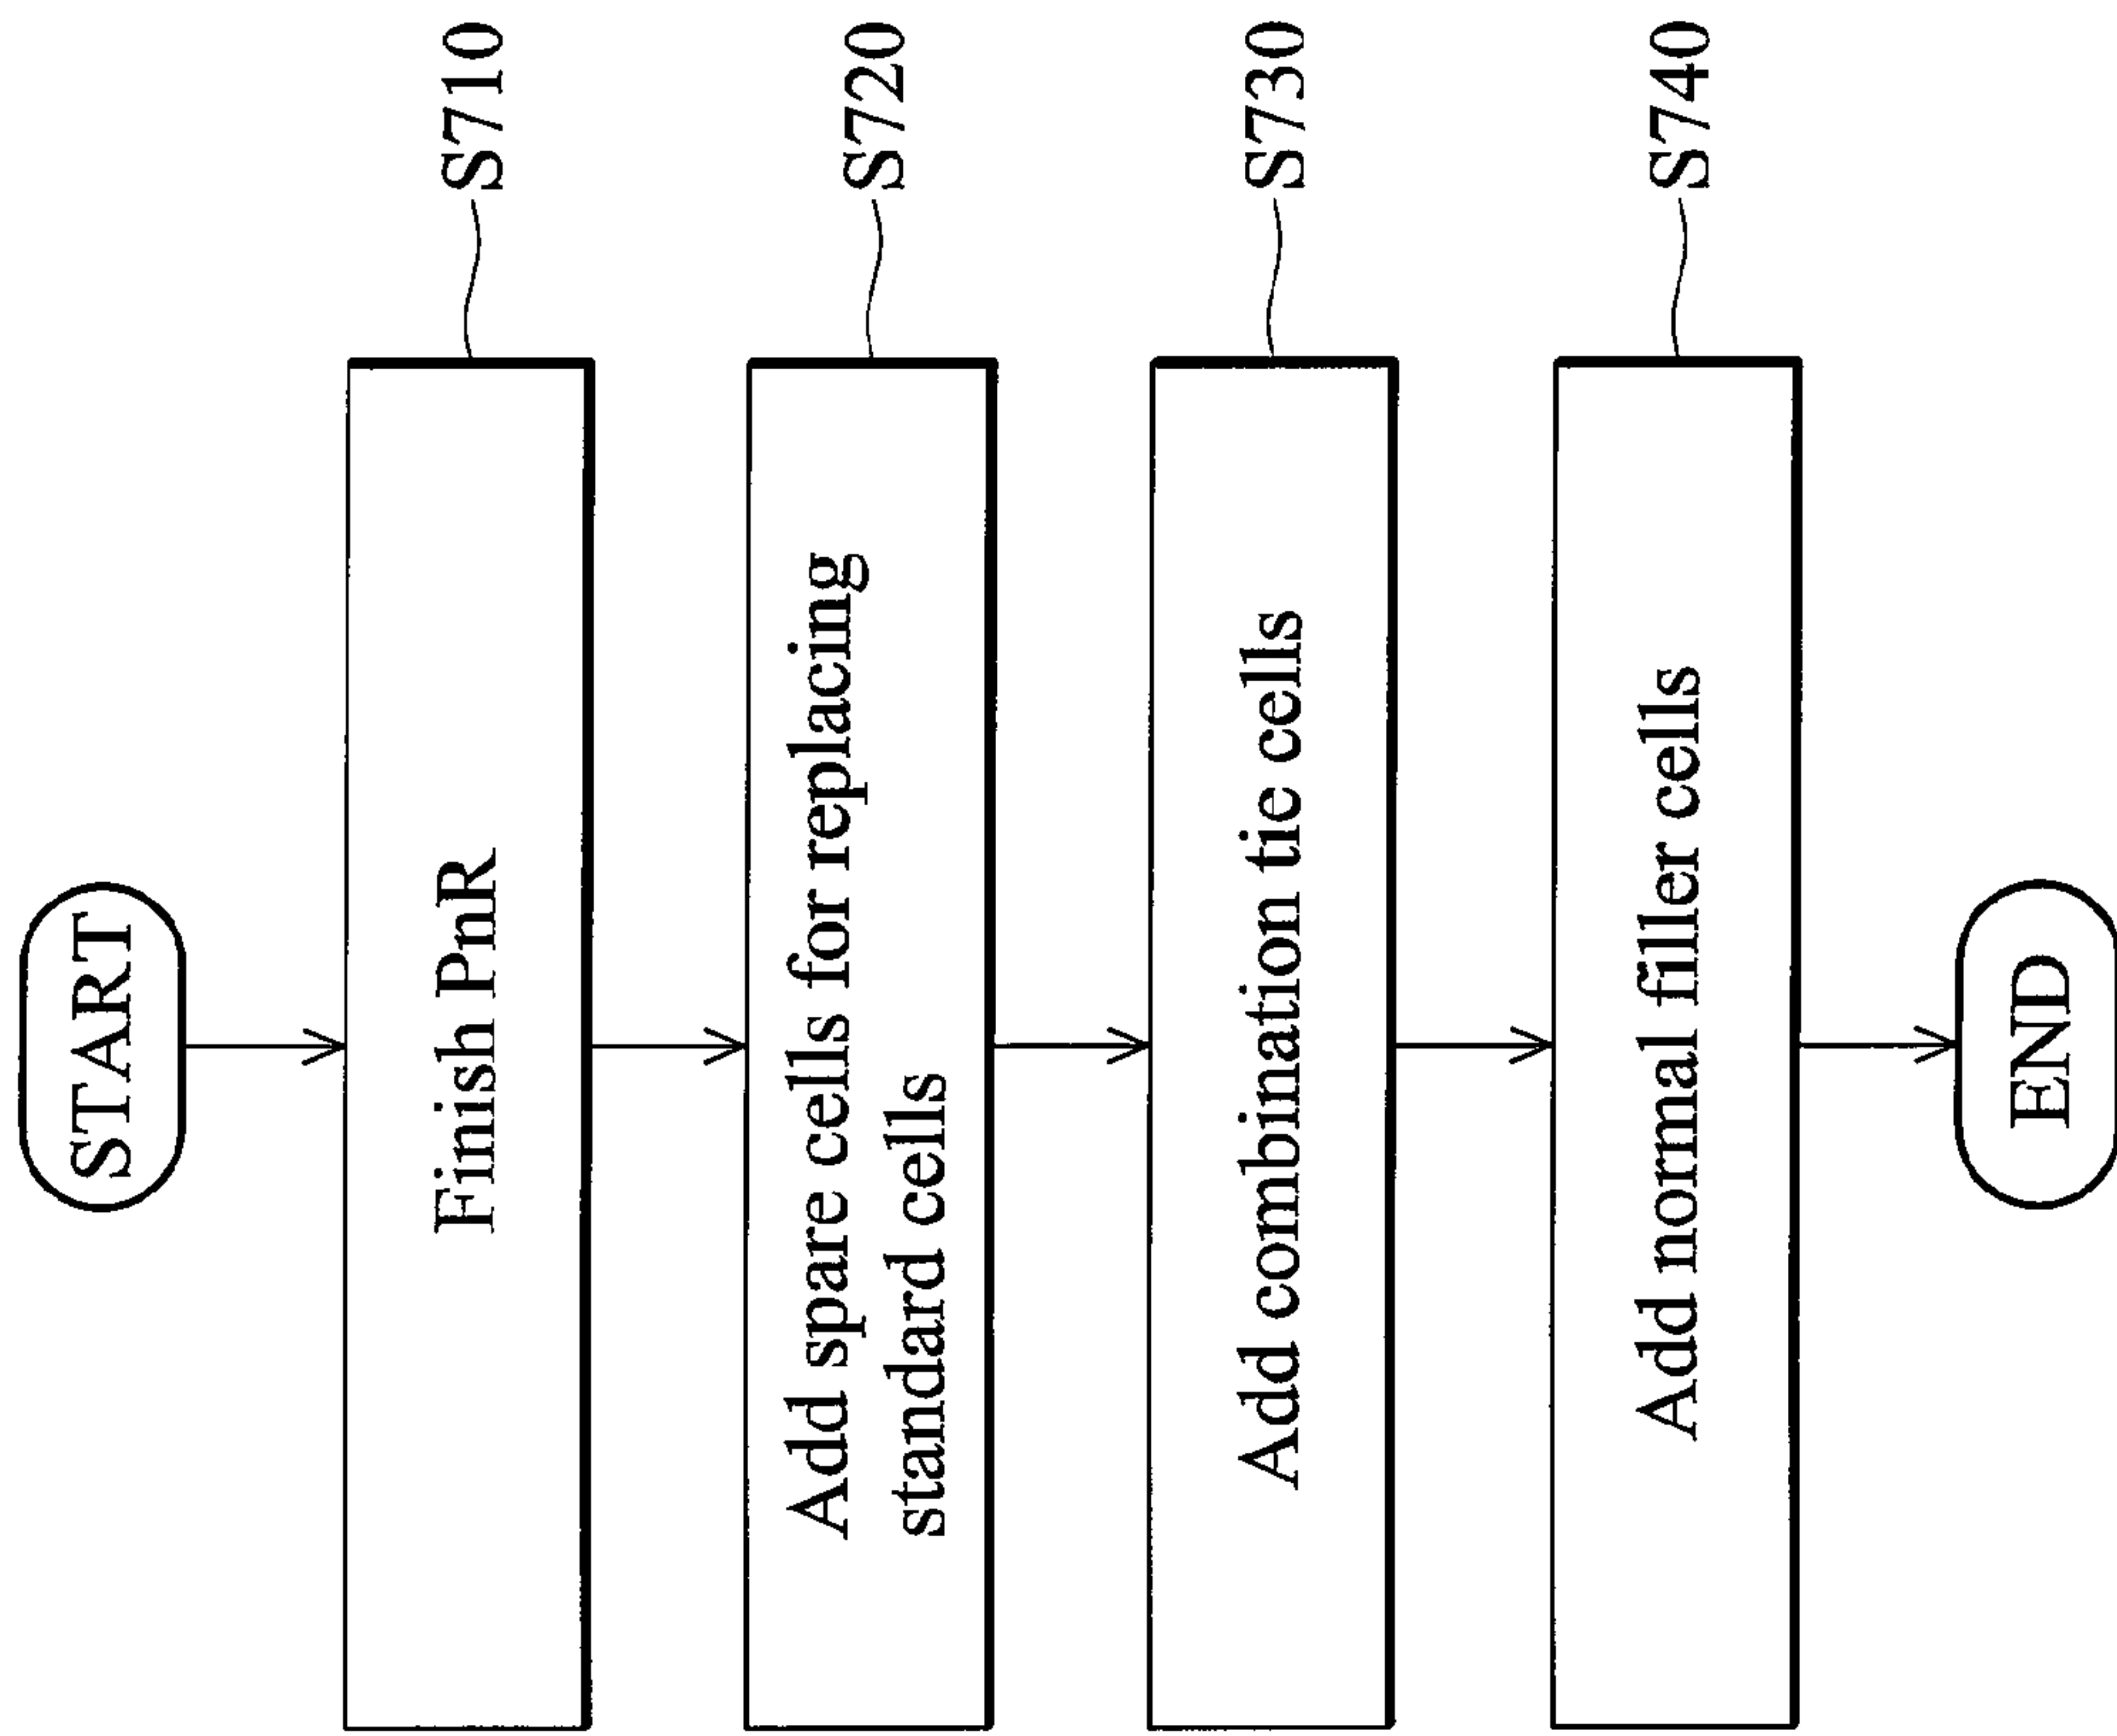 START
Finish PnR
S710
Add spare cells for replacing
standard cells
S720
Add combination tie cells
S730
Add normal filler cells
S740
END